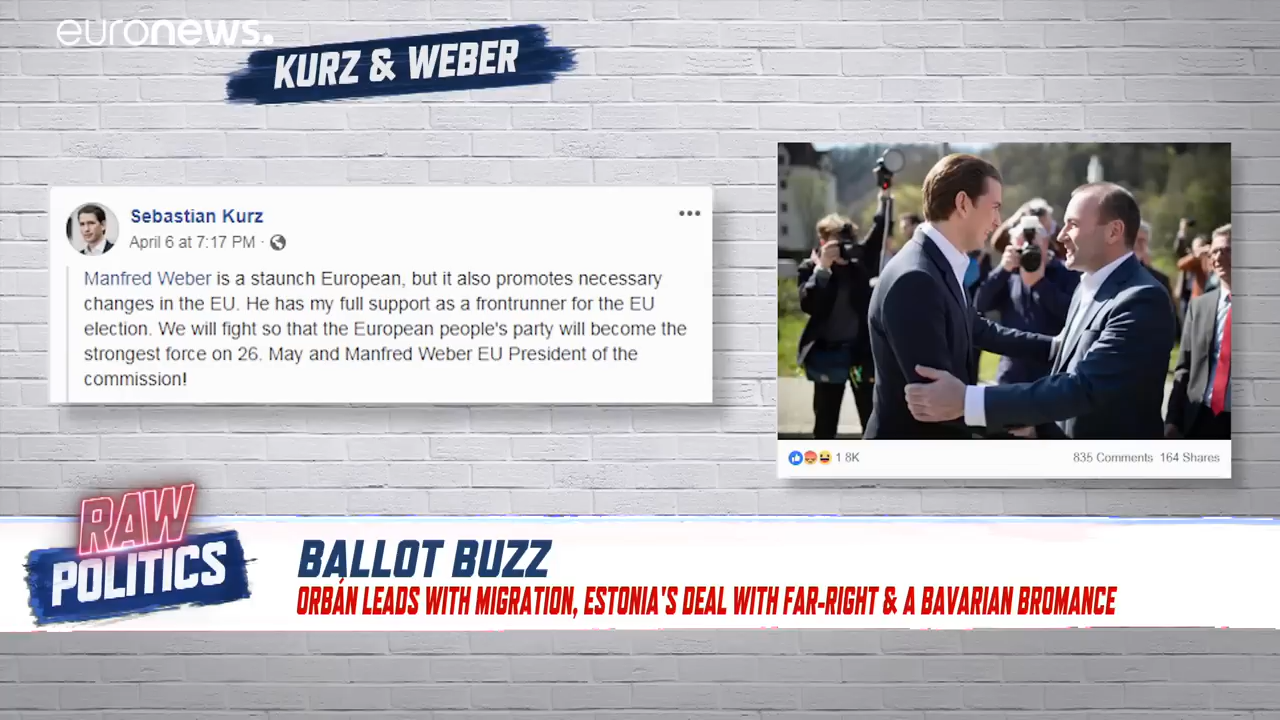 euronews.
KURZ & WEBER
Sebastian Kurz
April 6 at 7:17 PM ·
Manfred Weber is a staunch European, but it also promotes necessary
changes in the EU. He has my full support as a frontrunner for the EU
election. We will fight so that the European people's party will become the
strongest force on 26. May and Manfred Weber EU President of the
commission!
1 8K 835 Comments 164 Shares
RAW
POLITICS
BALLOT BUZZ
ORBÁN LEADS WITH MIGRATION, ESTONIA'S DEAL WITH FAR-RIGHT & A BAVARIAN BROMANCE